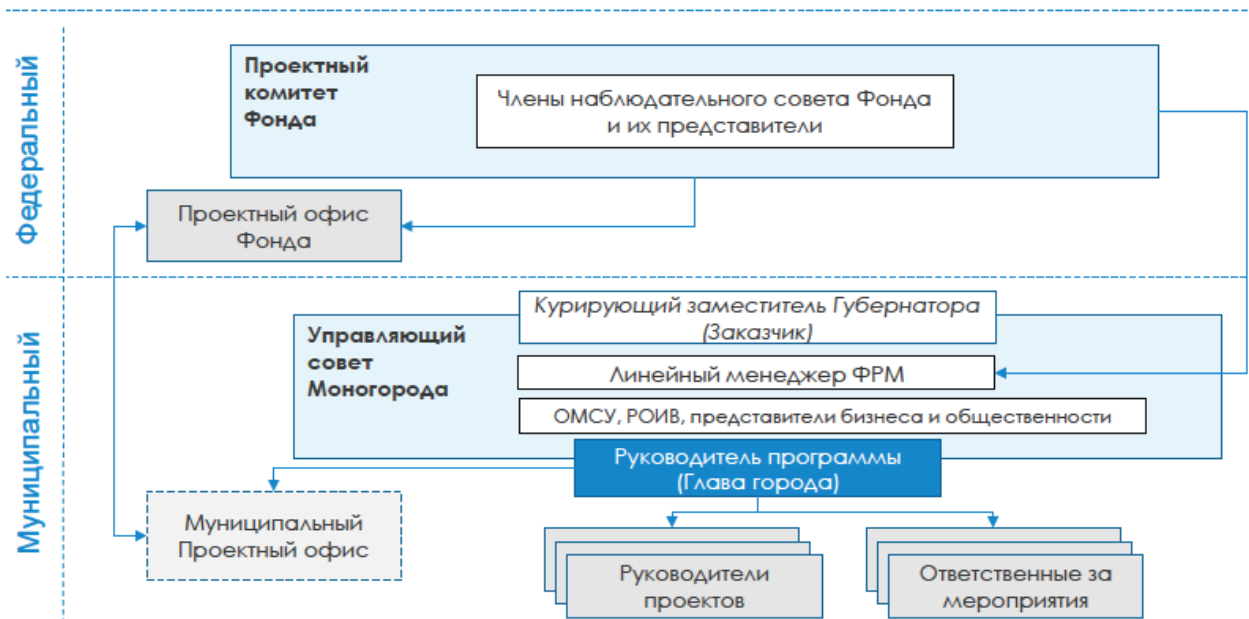 Федеральный
Проектный
комитет
Фонда
Члены наблюдательного совета Фонда
и их представители
Проектный офис
Фонда
Муниципальный
Курирующий заместитель Губернатора
(Заказчик)
Управляющий
совет
Моногорода
Линейный менеджер ФРМ
ОМСУ, РОИВ, представители бизнеса и общественности
Руководитель программы
(Глава города)
Муниципальный
Проектный офис
Руководители
проектов
Ответственные за
мероприятия